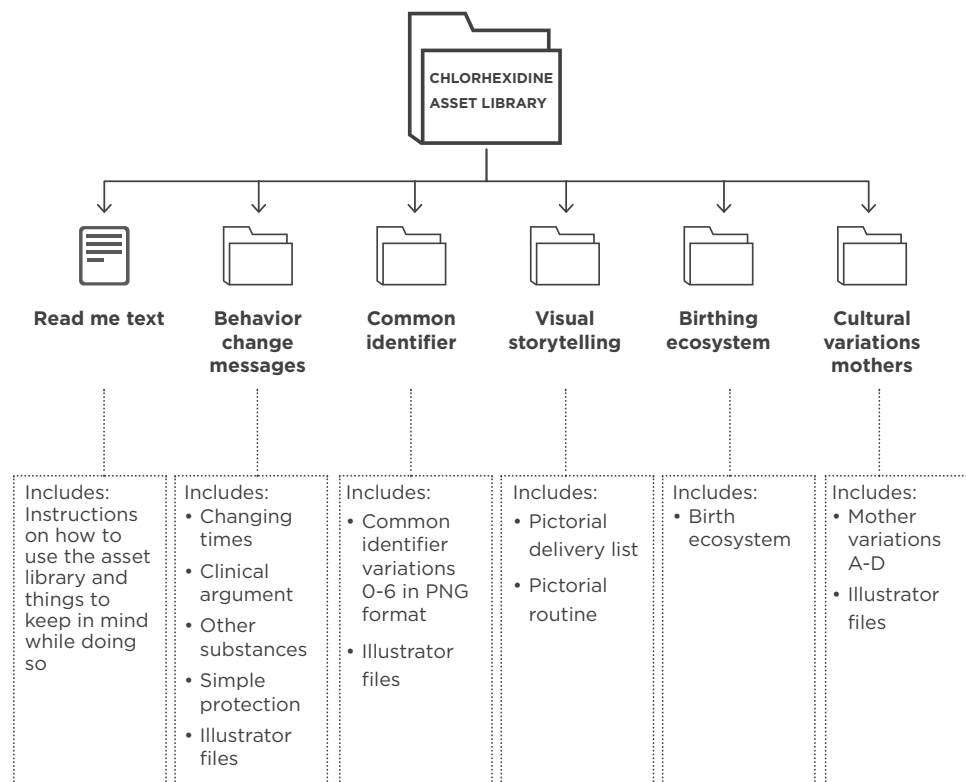 CHLORHEXIDINE
ASSET LIBRARY
Read me text
Behavior
change
messages
Common
identifier
Visual
storytelling
Birthing
ecosystem
Cultural
variations
mothers
Includes:
Instructions
on how to
use the asset
library and
things to
keep in mind
while doing
so
Includes:
• Changing
times
• Clinical
argument
• Other
substances
• Simple
protection
• Illustrator
files
Includes:
• Common
identifier
variations
0-6 in PNG
format
• Illustrator
files
Includes:
• Pictorial
delivery list
• Pictorial
routine
Includes:
• Birth
ecosystem
Includes:
• Mother
variations
A-D
• Illustrator
files